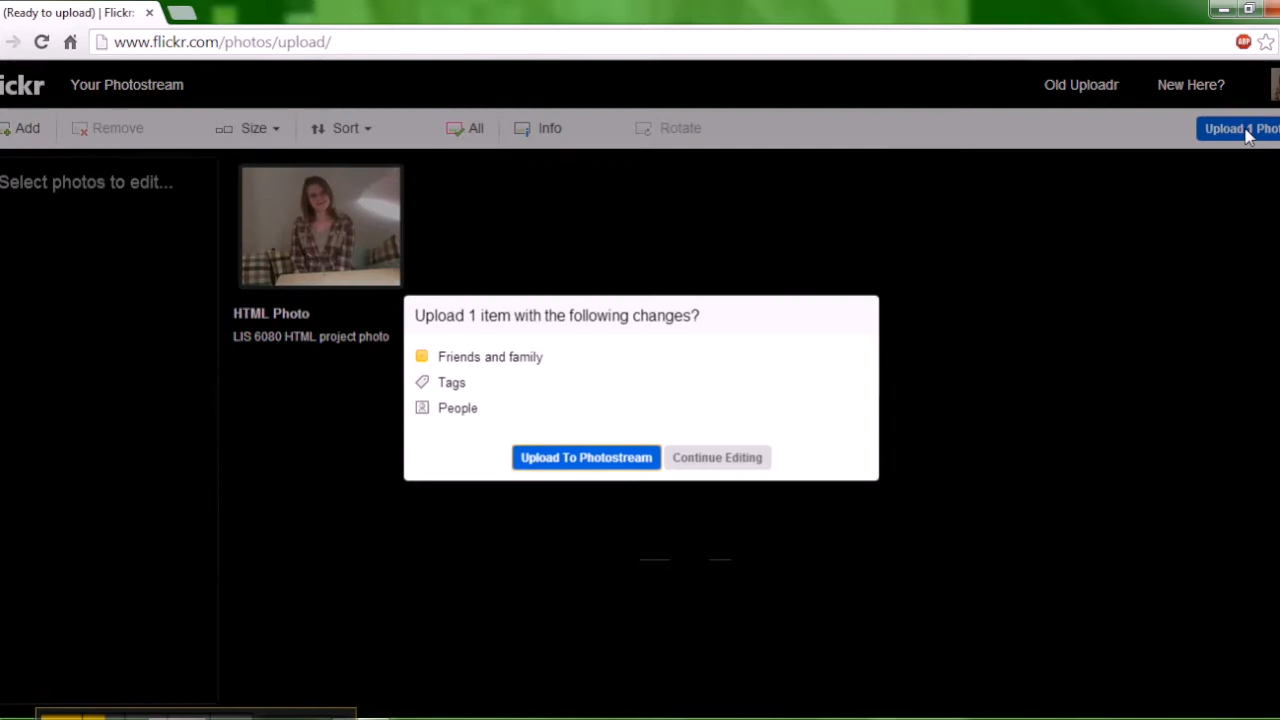 (Ready to upload) | Flickr:
www.flickr.com/photos/upload/
ABP
ickr Your Photostream Old Uploadr New Here?
Add Remove Size Sort All Info Rotate Upload 1 Phot
Select photos to edit...
HTML Photo
LIS 6080 HTML project photo
Upload 1 item with the following changes?
Friends and family
Tags
People
Upload To Photostream Continue Editing